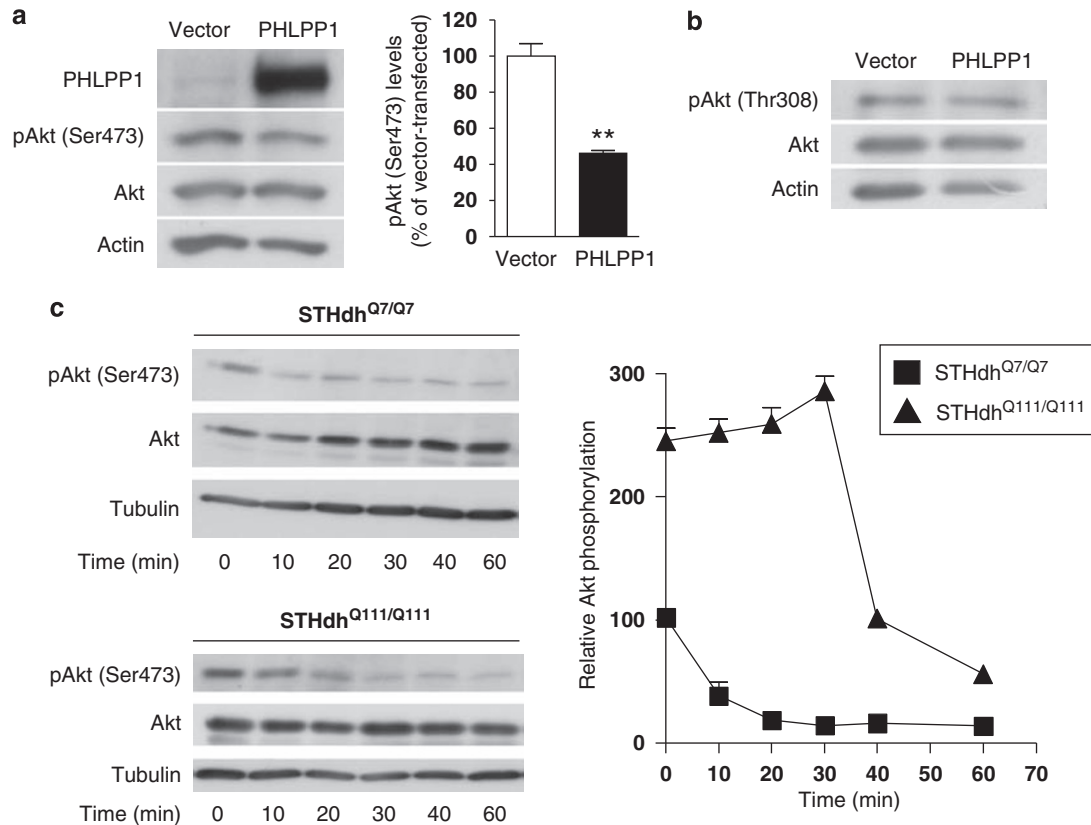 a
Vector PHLPP1
PHLPP1
pAkt (Ser473)
Akt
Actin
pAkt (Ser473) levels
(% of vector-transfected)
120
100
80
60
40
20
0
**
Vector PHLPP1
b
Vector PHLPP1
pAkt (Thr308)
Akt
Actin
c
STHdhQ7/Q7
pAkt (Ser473)
Akt
Tubulin
Time (min) 0 10 20 30 40 60
STHdhQ111/Q111
pAkt (Ser473)
Akt
Tubulin
Time (min) 0 10 20 30 40 60
STHdhQ7/Q7
STHdhQ111/Q111
Relative Akt phosphorylation
300
200
100
0
0 10 20 30 40 50 60 70
Time (min)